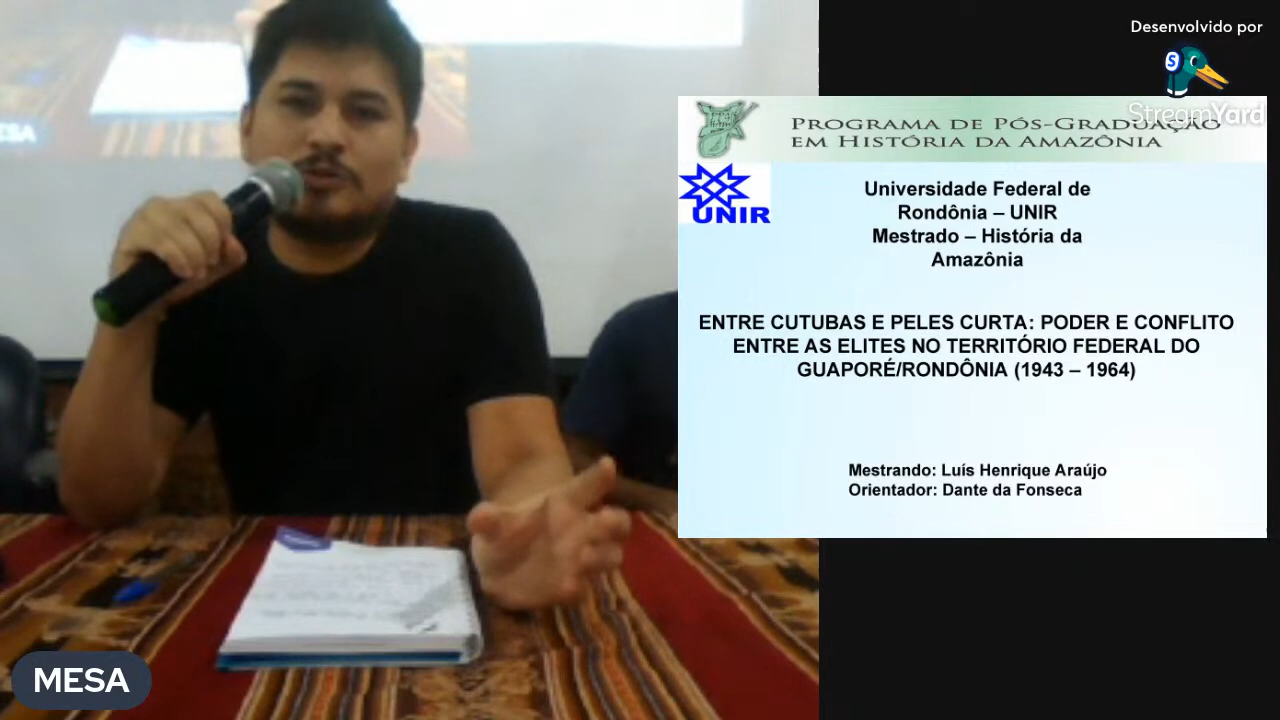 Desenvolvido por
StreamYard
PROGRAMA DE PÓS-GRADUAÇÃO
EM HISTÓRIA DA AMAZÔNIA
UNIR
Universidade Federal de
Rondônia – UNIR
Mestrado – História da
Amazônia
ENTRE CUTUBAS E PELES CURTA: PODER E CONFLITO
ENTRE AS ELITES NO TERRITÓRIO FEDERAL DO
GUAPORÉ/RONDÔNIA (1943 – 1964)
Mestrando: Luís Henrique Araújo
Orientador: Dante da Fonseca
MESA